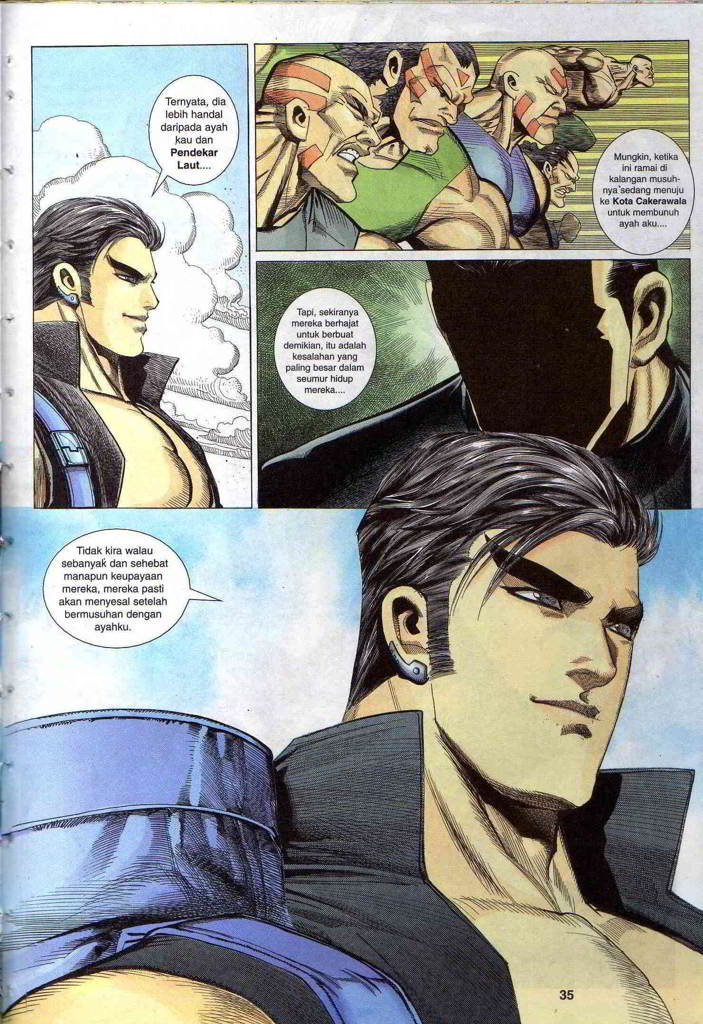 Ternyata, dia
lebih handal
daripada ayah
kau dan
Pendekar
Laut....
Mungkin, ketika
ini ramai di
kalangan musuh-
nya sedang menuju
ke Kota Cakerawala
untuk membunuh
ayah aku....
Tapi, sekiranya
mereka berhajat
untuk berbuat
demikian, itu adalah
kesalahan yang
paling besar dalam
seumur hidup
mereka....
Tidak kira walau
sebanyak dan sehebat
manapun keupayaan
mereka, mereka pasti
akan menyesal setelah
bermusuhan dengan
ayahku.
35